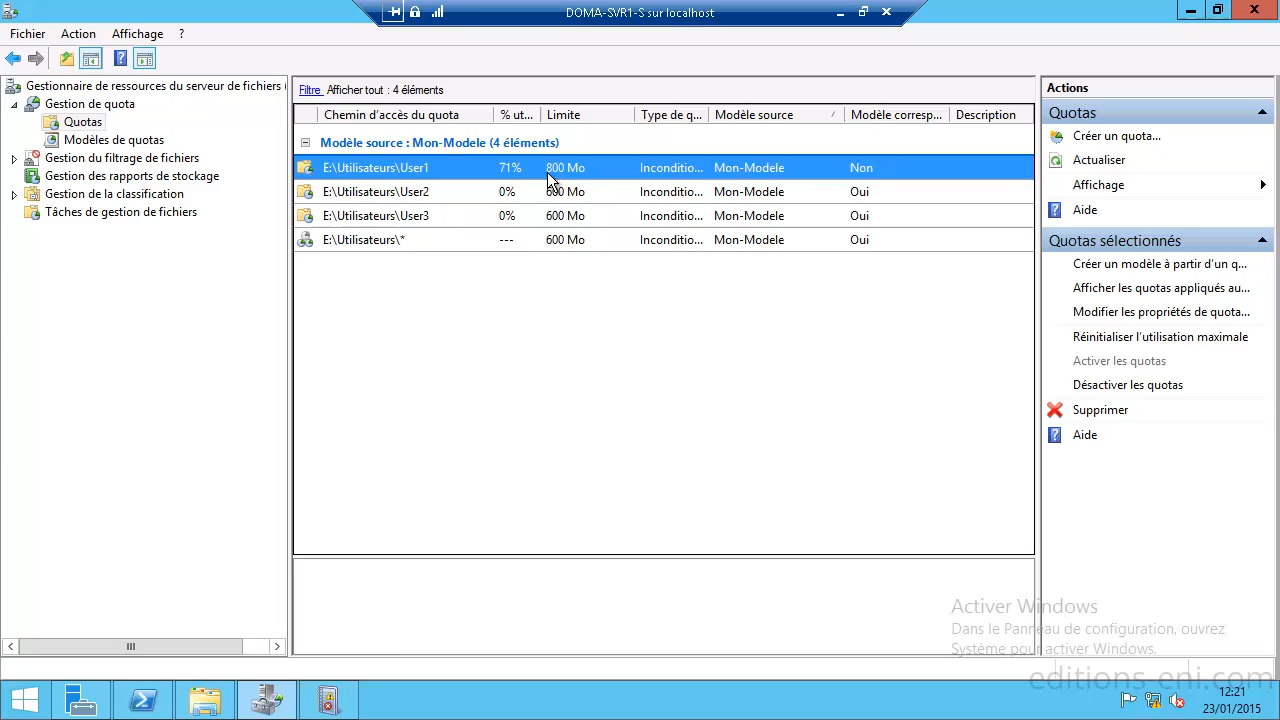 DOMA-SVR1-S sur localhost
Fichier Action Affichage ?
Gestionnaire de ressources du serveur de fichiers (
Gestion de quota
Quotas
Modèles de quotas
Gestion du filtrage de fichiers
Gestion des rapports de stockage
Gestion de la classification
Tâches de gestion de fichiers
Filtre Afficher tout : 4 éléments
Chemin d'accès du quota % ut... Limite Type de q... Modèle source Modèle corresp... Description
Modèle source : Mon-Modele (4 éléments)
E:\Utilisateurs\User1 71% 800 Mo Inconditio... Mon-Modele Non
E:\Utilisateurs\User2 0% 600 Mo Inconditio... Mon-Modele Oui
E:\Utilisateurs\User3 0% 600 Mo Inconditio... Mon-Modele Oui
E:\Utilisateurs\* --- 600 Mo Inconditio... Mon-Modele Oui
Actions
Quotas
Créer un quota...
Actualiser
Affichage
Aide
Quotas sélectionnés
Créer un modèle à partir d'un q...
Afficher les quotas appliqués au...
Modifier les propriétés de quota...
Réinitialiser l'utilisation maximale
Activer les quotas
Désactiver les quotas
Supprimer
Aide
Activer Windows
Dans le Panneau de configuration, ouvrez
Système pour activer Windows.
editions-eni.com
12:21
23/01/2015